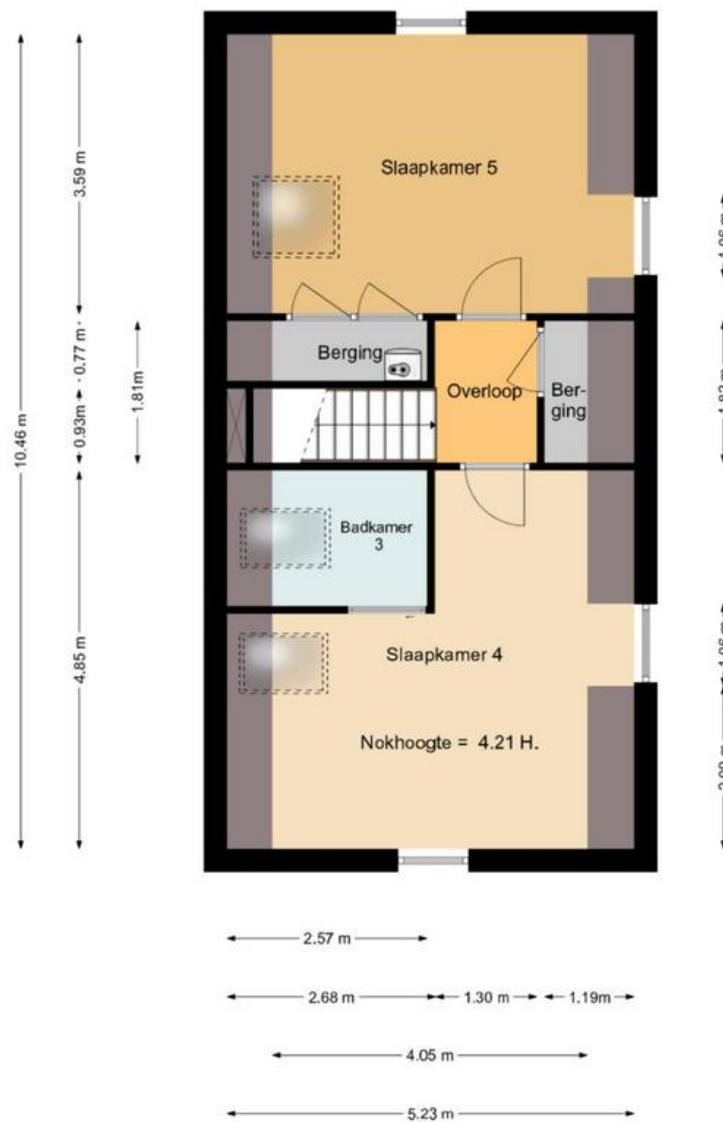 Slaapkamer 5
3.59 m
Berging
0.77 m
Overloop
Ber-
ging
1.81m
0.93m
10.46 m
Badkamer
3
4.85 m
Slaapkamer 4
Nokhoogte = 4.21 H.
2.57 m
2.68 m
1.30 m
1.19m
4.05 m
5.23 m